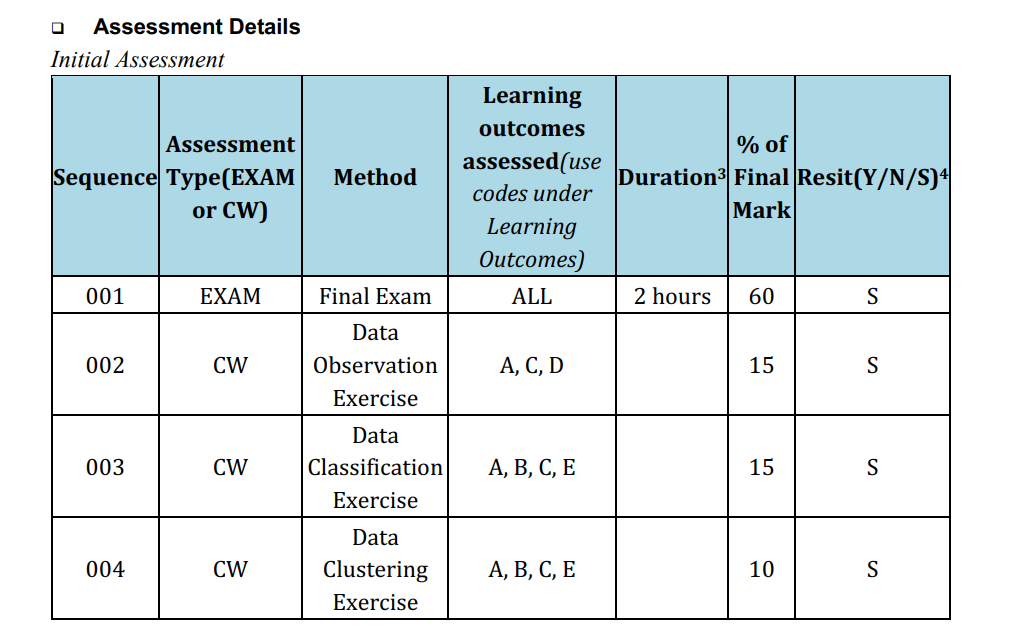 ❑ Assessment Details
Initial Assessment
Sequence
Assessment
Type(EXAM
or CW)
Method
Learning
outcomes
assessed(use
codes under
Learning
Outcomes)
Duration³
% of
Final
Mark
Resit(Y/N/S)⁴
001
EXAM
Final Exam
ALL
2 hours
60
S
002
CW
Data
Observation
Exercise
A, C, D
15
S
003
CW
Data
Classification
Exercise
A, B, C, E
15
S
004
CW
Data
Clustering
Exercise
A, B, C, E
10
S